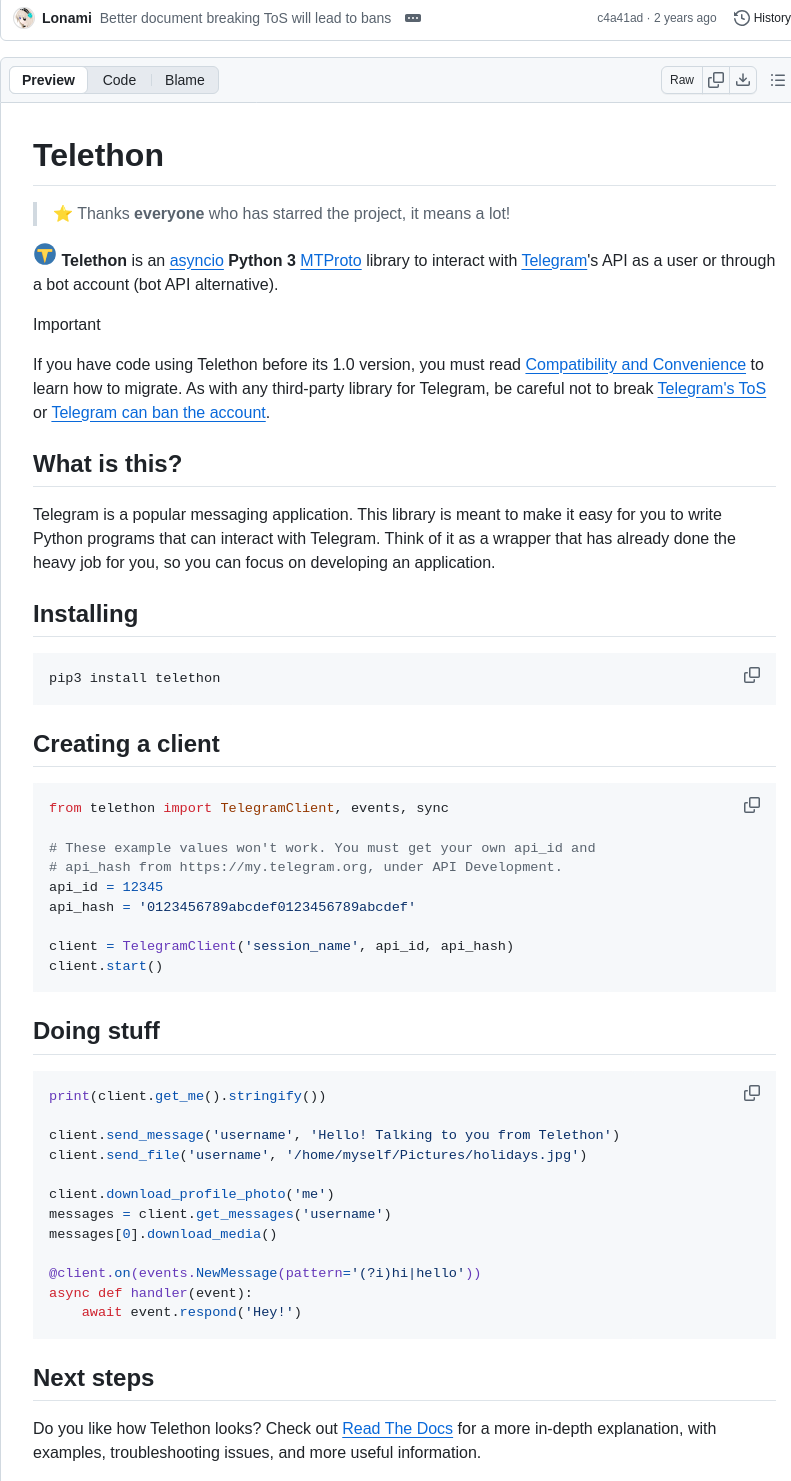 Lonami Better document breaking ToS will lead to bans c4a41ad · 2 years ago History
Preview Code Blame Raw
Telethon
⭐ Thanks everyone who has starred the project, it means a lot!
Telethon is an asyncio Python 3 MTProto library to interact with Telegram's API as a user or through
a bot account (bot API alternative).
Important
If you have code using Telethon before its 1.0 version, you must read Compatibility and Convenience to
learn how to migrate. As with any third-party library for Telegram, be careful not to break Telegram's ToS
or Telegram can ban the account.
What is this?
Telegram is a popular messaging application. This library is meant to make it easy for you to write
Python programs that can interact with Telegram. Think of it as a wrapper that has already done the
heavy job for you, so you can focus on developing an application.
Installing
pip3 install telethon
Creating a client
from telethon import TelegramClient, events, sync
# These example values won't work. You must get your own api_id and
# api_hash from https://my.telegram.org, under API Development.
api_id = 12345
api_hash = '0123456789abcdef0123456789abcdef'
client = TelegramClient('session_name', api_id, api_hash)
client.start()
Doing stuff
print(client.get_me().stringify())
client.send_message('username', 'Hello! Talking to you from Telethon')
client.send_file('username', '/home/myself/Pictures/holidays.jpg')
client.download_profile_photo('me')
messages = client.get_messages('username')
messages[0].download_media()
@client.on(events.NewMessage(pattern='(?i)hi|hello'))
async def handler(event):
    await event.respond('Hey!')
Next steps
Do you like how Telethon looks? Check out Read The Docs for a more in-depth explanation, with
examples, troubleshooting issues, and more useful information.